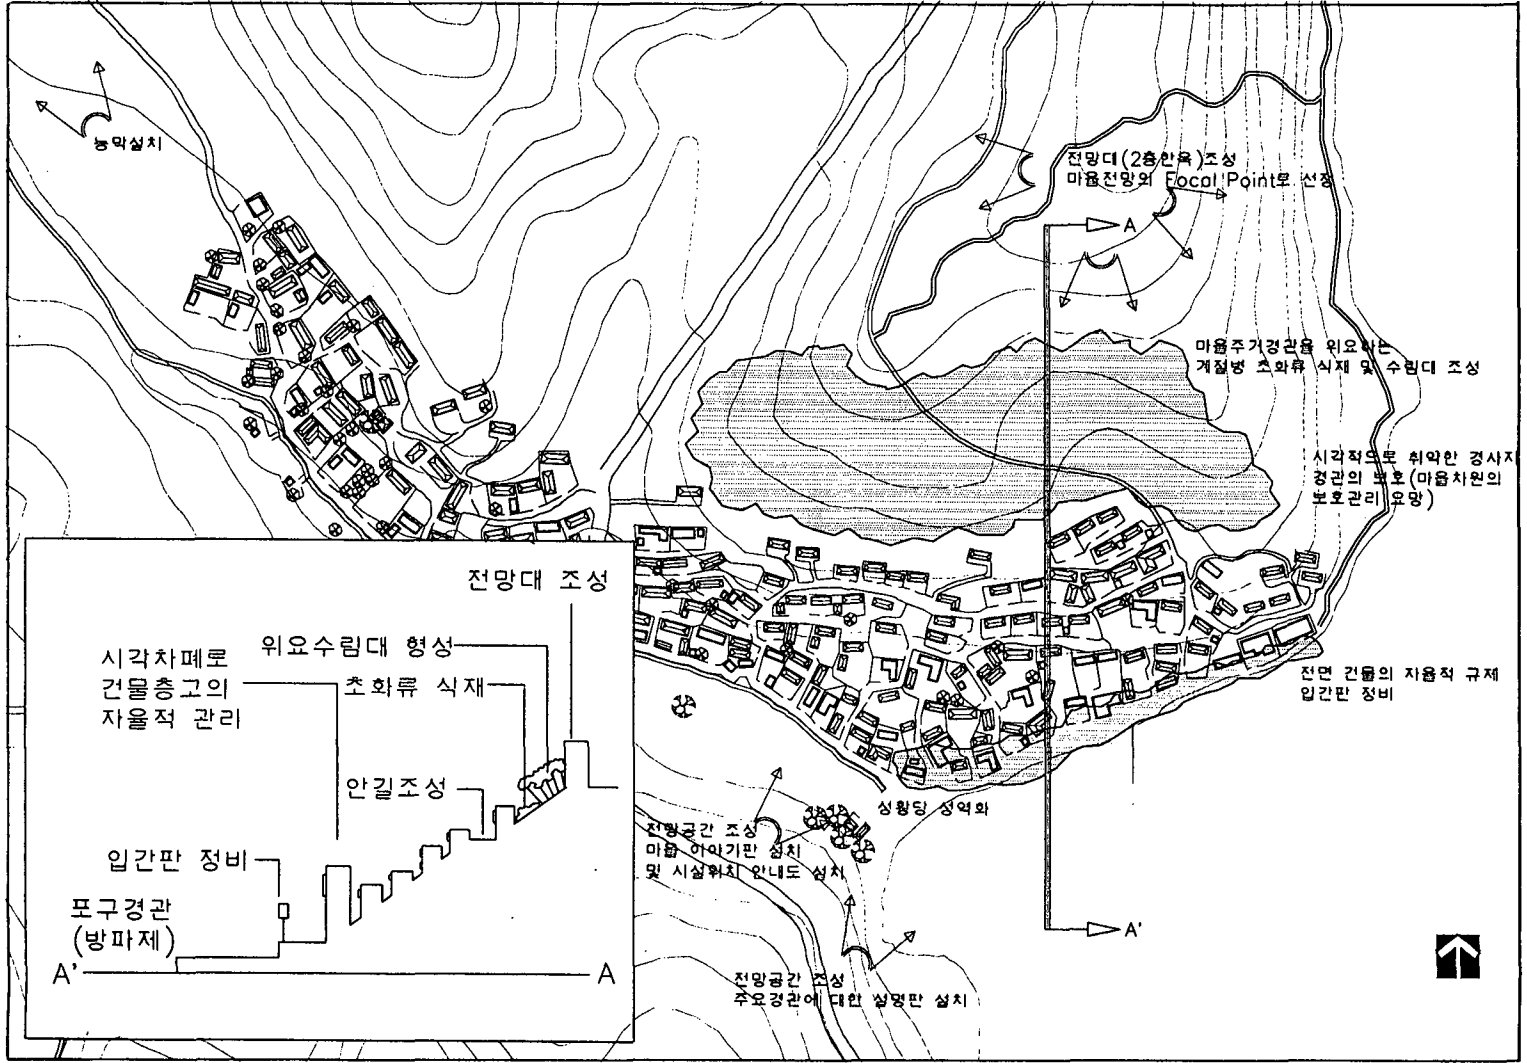 농막설치
전망대(2층한옥)조성
마을전망의 Focal Point로 선정
A
마을주거경관을 위요하는
계절별 초화류 식재 및 수림대 조성
시각적으로 취약한 경사지
경관의 보호(마을차원의
보호관리 요망)
전면 건물의 자율적 규제
입간판 정비
성황당 성역화
전망공간 조성
마을 이야기판 설치
및 시설위치 안내도 설치
A'
전망공간 조성
주요경관에 대한 설명판 설치
전망대 조성
위요수림대 형성
초화류 식재
시각차폐로
건물층고의
자율적 관리
안길조성
입간판 정비
포구경관
(방파제)
A'
A